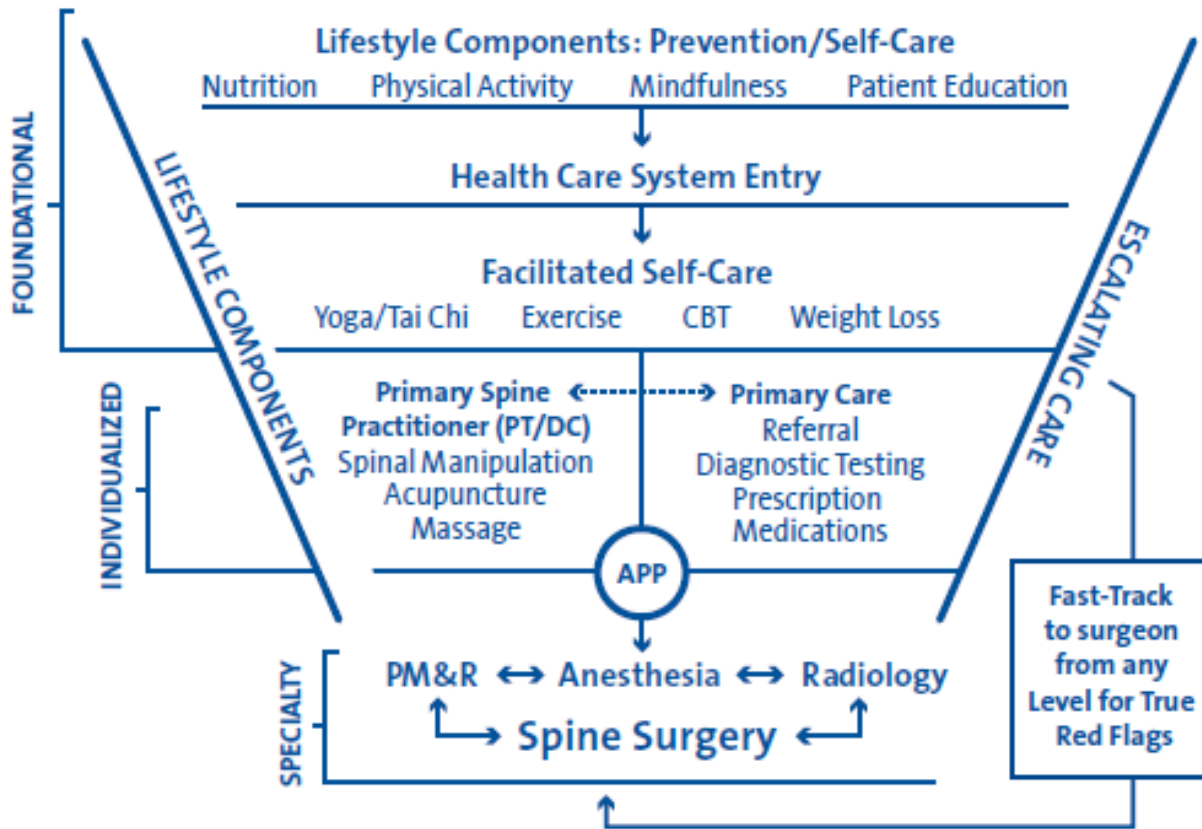 Lifestyle Components: Prevention/Self-Care
Nutrition Physical Activity Mindfulness Patient Education
Health Care System Entry
Facilitated Self-Care
Yoga/Tai Chi Exercise CBT Weight Loss
Primary Spine
Practitioner (PT/DC)
Spinal Manipulation
Acupuncture
Massage
Primary Care
Referral
Diagnostic Testing
Prescription
Medications
APP
PM&R Anesthesia Radiology
Spine Surgery
FOUNDATIONAL
INDIVIDUALIZED
SPECIALTY
LIFESTYLE COMPONENTS
ESCALATING CARE
Fast-Track
to surgeon
from any
Level for True
Red Flags